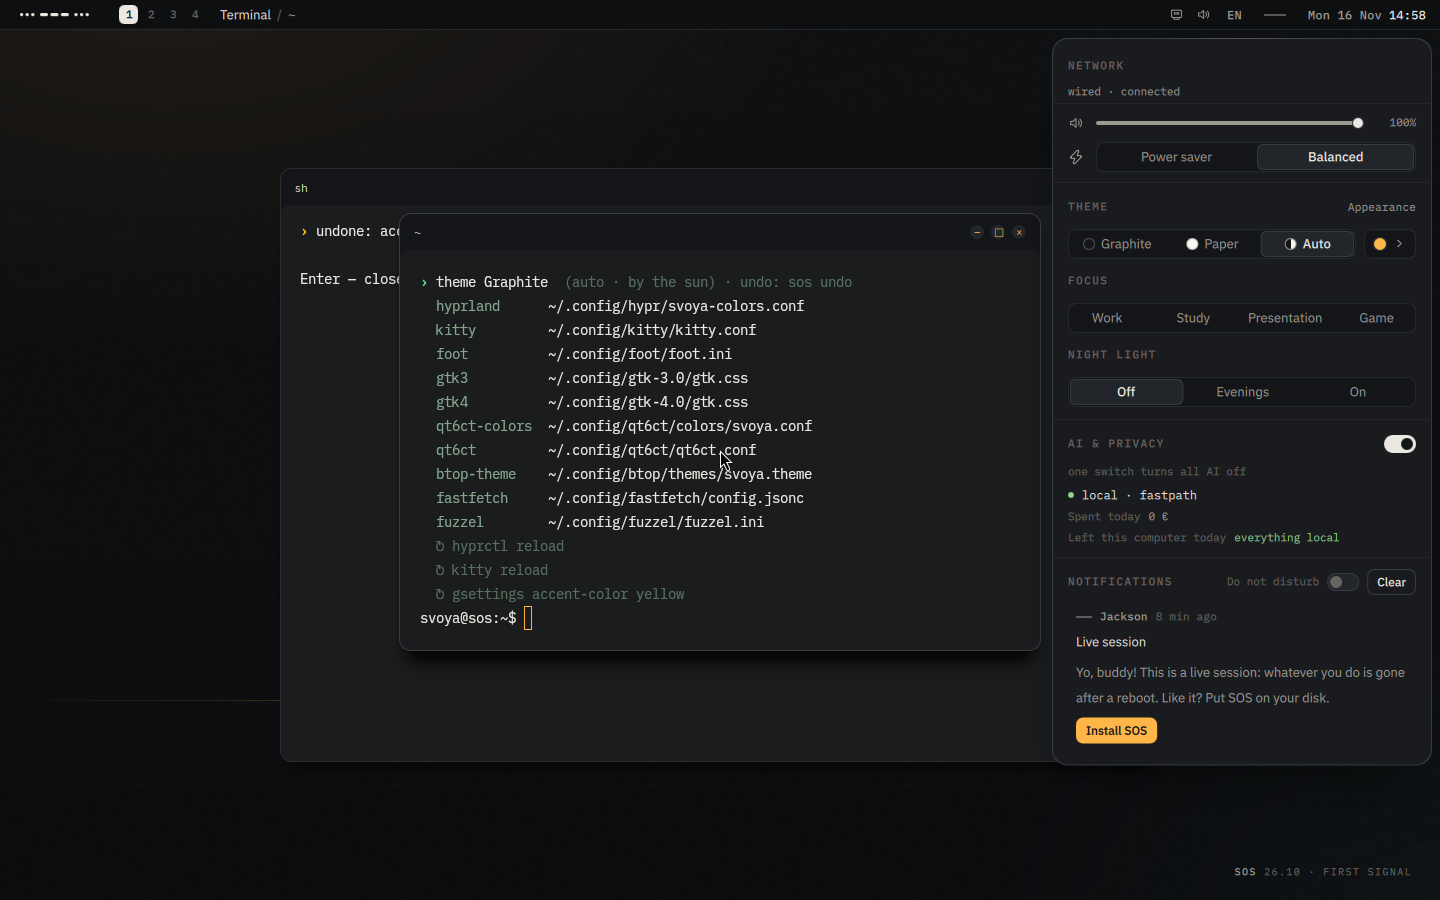 1 2 3 4 Terminal / ~
EN Mon 16 Nov 14:58
sh
› undone: acc
Enter — close
~
› theme Graphite (auto · by the sun) · undo: sos undo
hyprland ~/.config/hypr/svoya-colors.conf
kitty ~/.config/kitty/kitty.conf
foot ~/.config/foot/foot.ini
gtk3 ~/.config/gtk-3.0/gtk.css
gtk4 ~/.config/gtk-4.0/gtk.css
qt6ct-colors ~/.config/qt6ct/colors/svoya.conf
qt6ct ~/.config/qt6ct/qt6ct.conf
btop-theme ~/.config/btop/themes/svoya.theme
fastfetch ~/.config/fastfetch/config.jsonc
fuzzel ~/.config/fuzzel/fuzzel.ini
↻ hyprctl reload
↻ kitty reload
↻ gsettings accent-color yellow
svoya@sos:~$
NETWORK
wired · connected
100%
Power saver Balanced
THEME Appearance
Graphite Paper Auto
FOCUS
Work Study Presentation Game
NIGHT LIGHT
Off Evenings On
AI & PRIVACY
one switch turns all AI off
local · fastpath
Spent today 0 €
Left this computer today everything local
NOTIFICATIONS Do not disturb Clear
Jackson 8 min ago
Live session
Yo, buddy! This is a live session: whatever you do is gone
after a reboot. Like it? Put SOS on your disk.
Install SOS
SOS 26.10 · FIRST SIGNAL